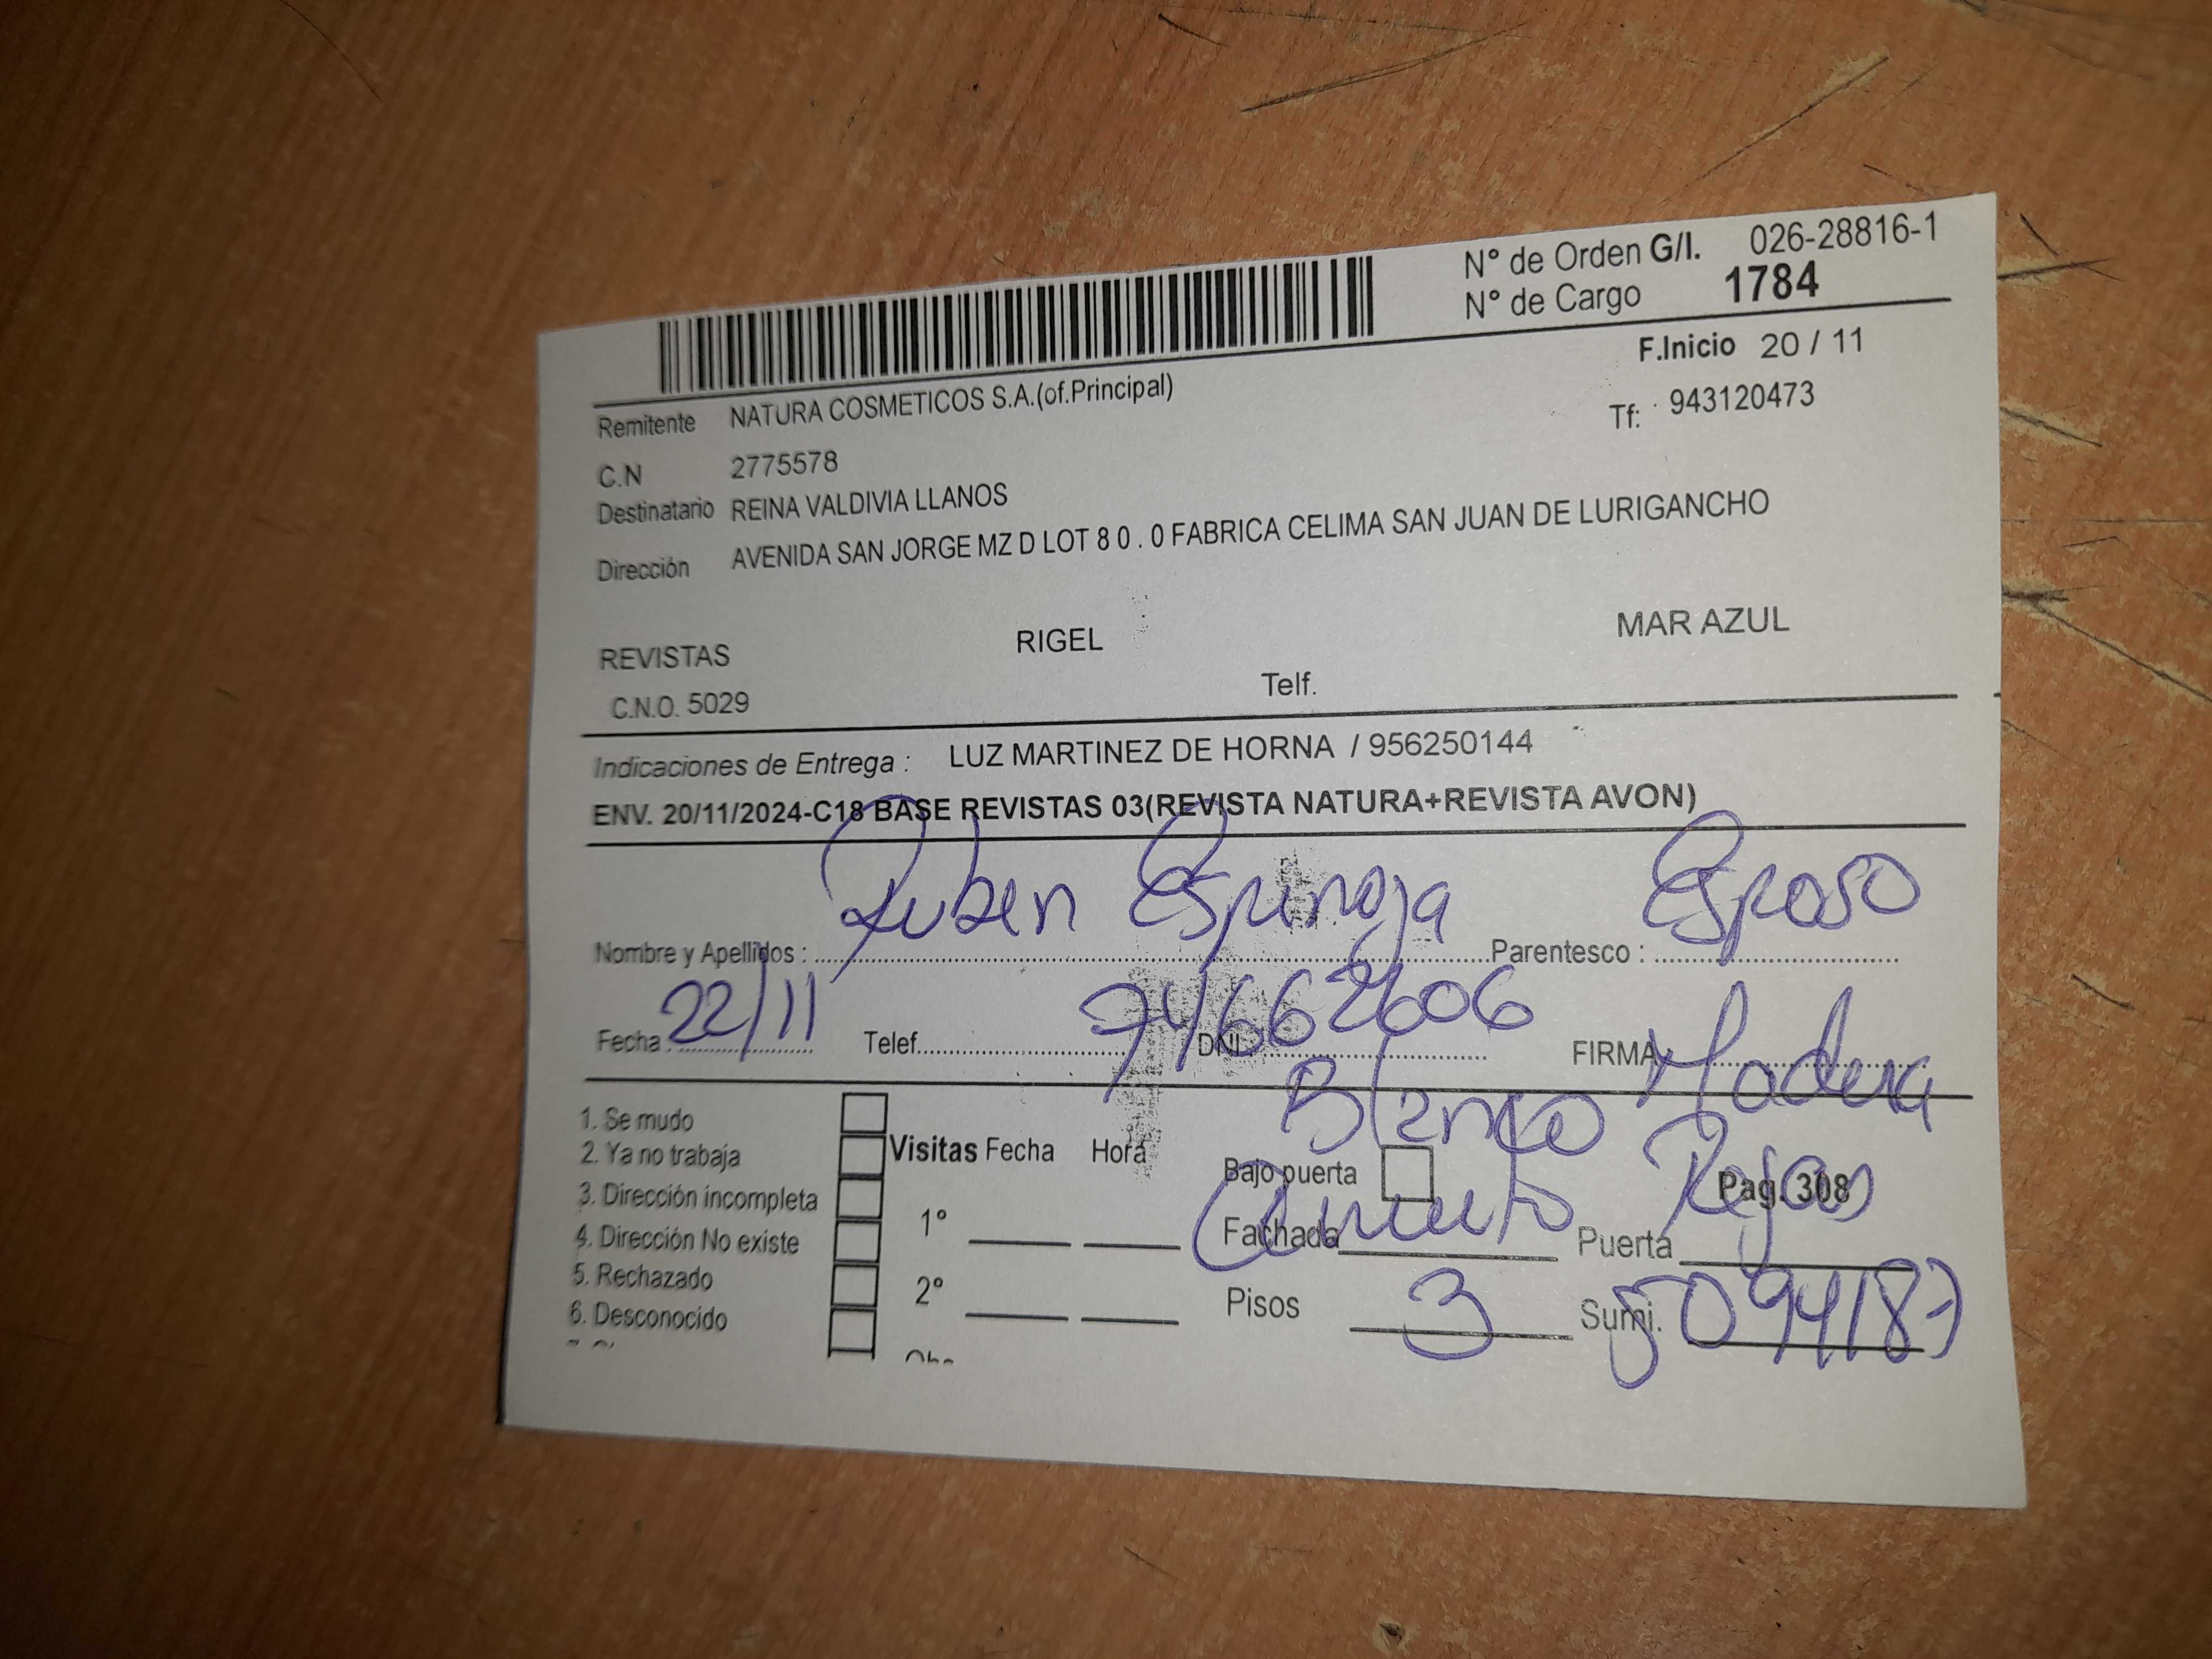 N° de Orden G/I. 026-28816-1
N° de Cargo 1784
F.Inicio 20 / 11
Remitente NATURA COSMETICOS S.A.(of.Principal)
Tf: 943120473
C.N 2775578
Destinatario REINA VALDIVIA LLANOS
Dirección AVENIDA SAN JORGE MZ D LOT 8 0 . 0 FABRICA CELIMA SAN JUAN DE LURIGANCHO
REVISTAS RIGEL MAR AZUL
C.N.O. 5029 Telf.
Indicaciones de Entrega : LUZ MARTINEZ DE HORNA / 956250144
ENV. 20/11/2024-C18 BASE REVISTAS 03(REVISTA NATURA+REVISTA AVON)
Nombre y Apellidos : Ruben Espinoza Parentesco : Esposo
Fecha : 22/11 Telef. DNI: 74662606 FIRMA:
Blanco Madera
1. Se mudo
2. Ya no trabaja
3. Dirección incompleta
4. Dirección No existe
5. Rechazado
6. Desconocido
Visitas Fecha Hora
1°
2°
Bajo puerta Rejas Pag. 308
Fachada Puerta
Pisos 3 Sumi. 5094187